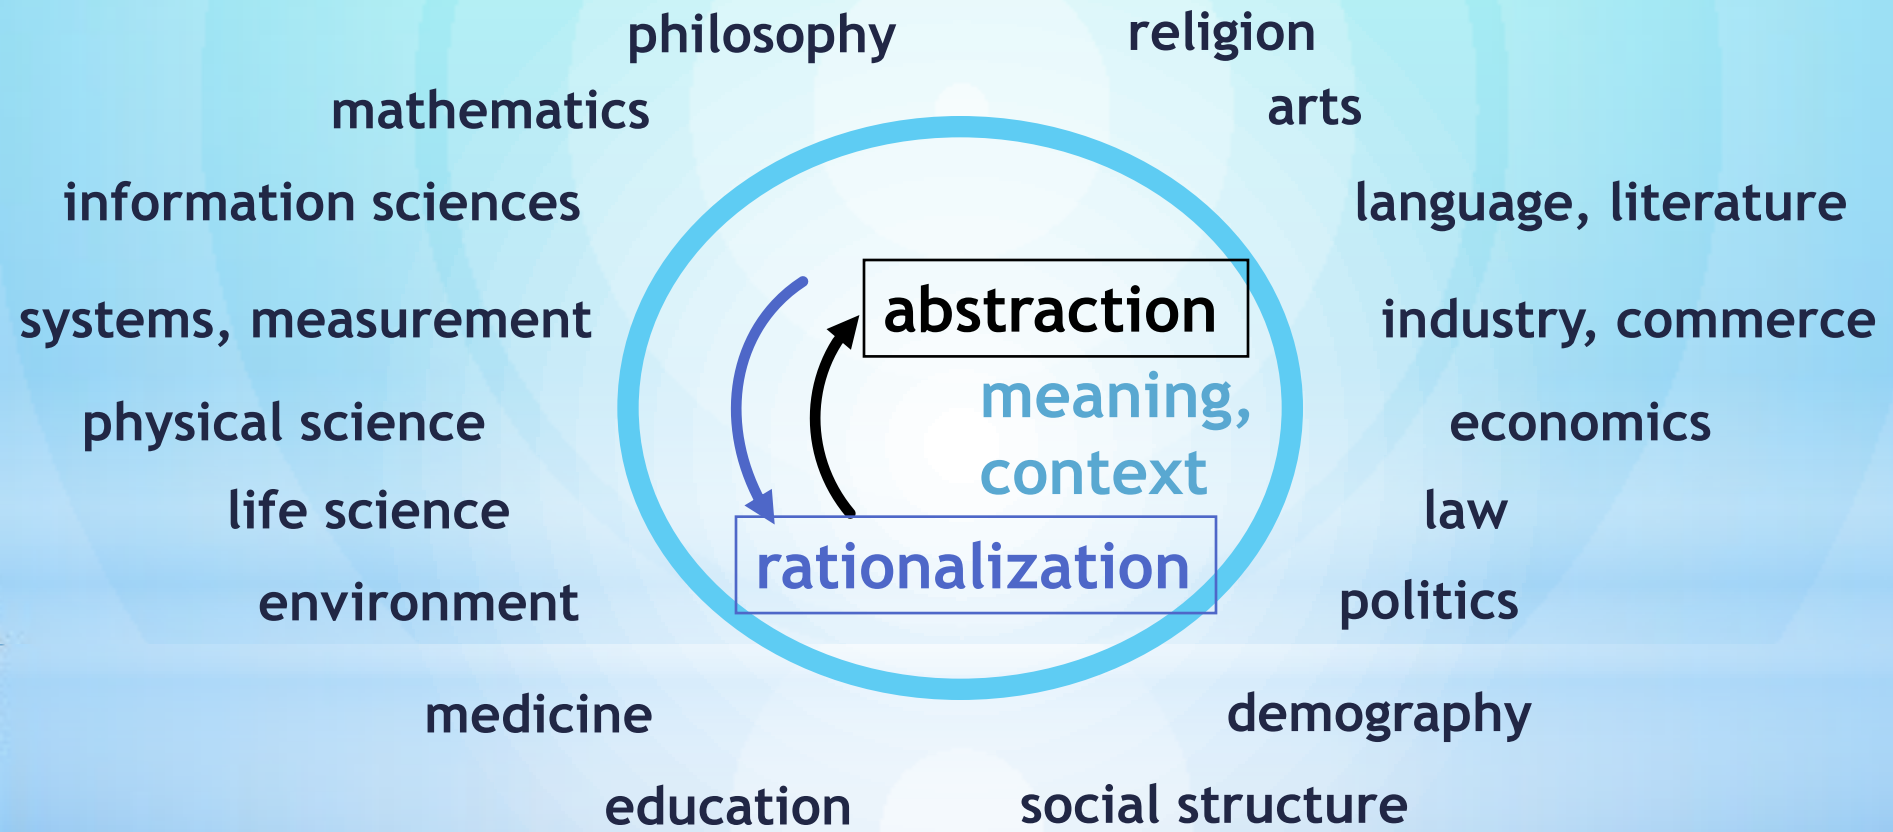 philosophy
religion
mathematics
arts
information sciences
language, literature
abstraction
systems, measurement
industry, commerce
meaning,
context
physical science
economics
life science
law
rationalization
environment
politics
medicine
demography
education
social structure